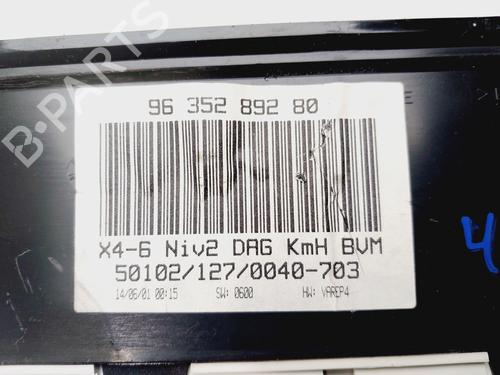 B-PARTS
96 352 892 80
X4-6 Niv2 DAG KmH BVM
50102/127/0040-703
14/06/01 00:15 SW: 0600 HW: VAREP4
4